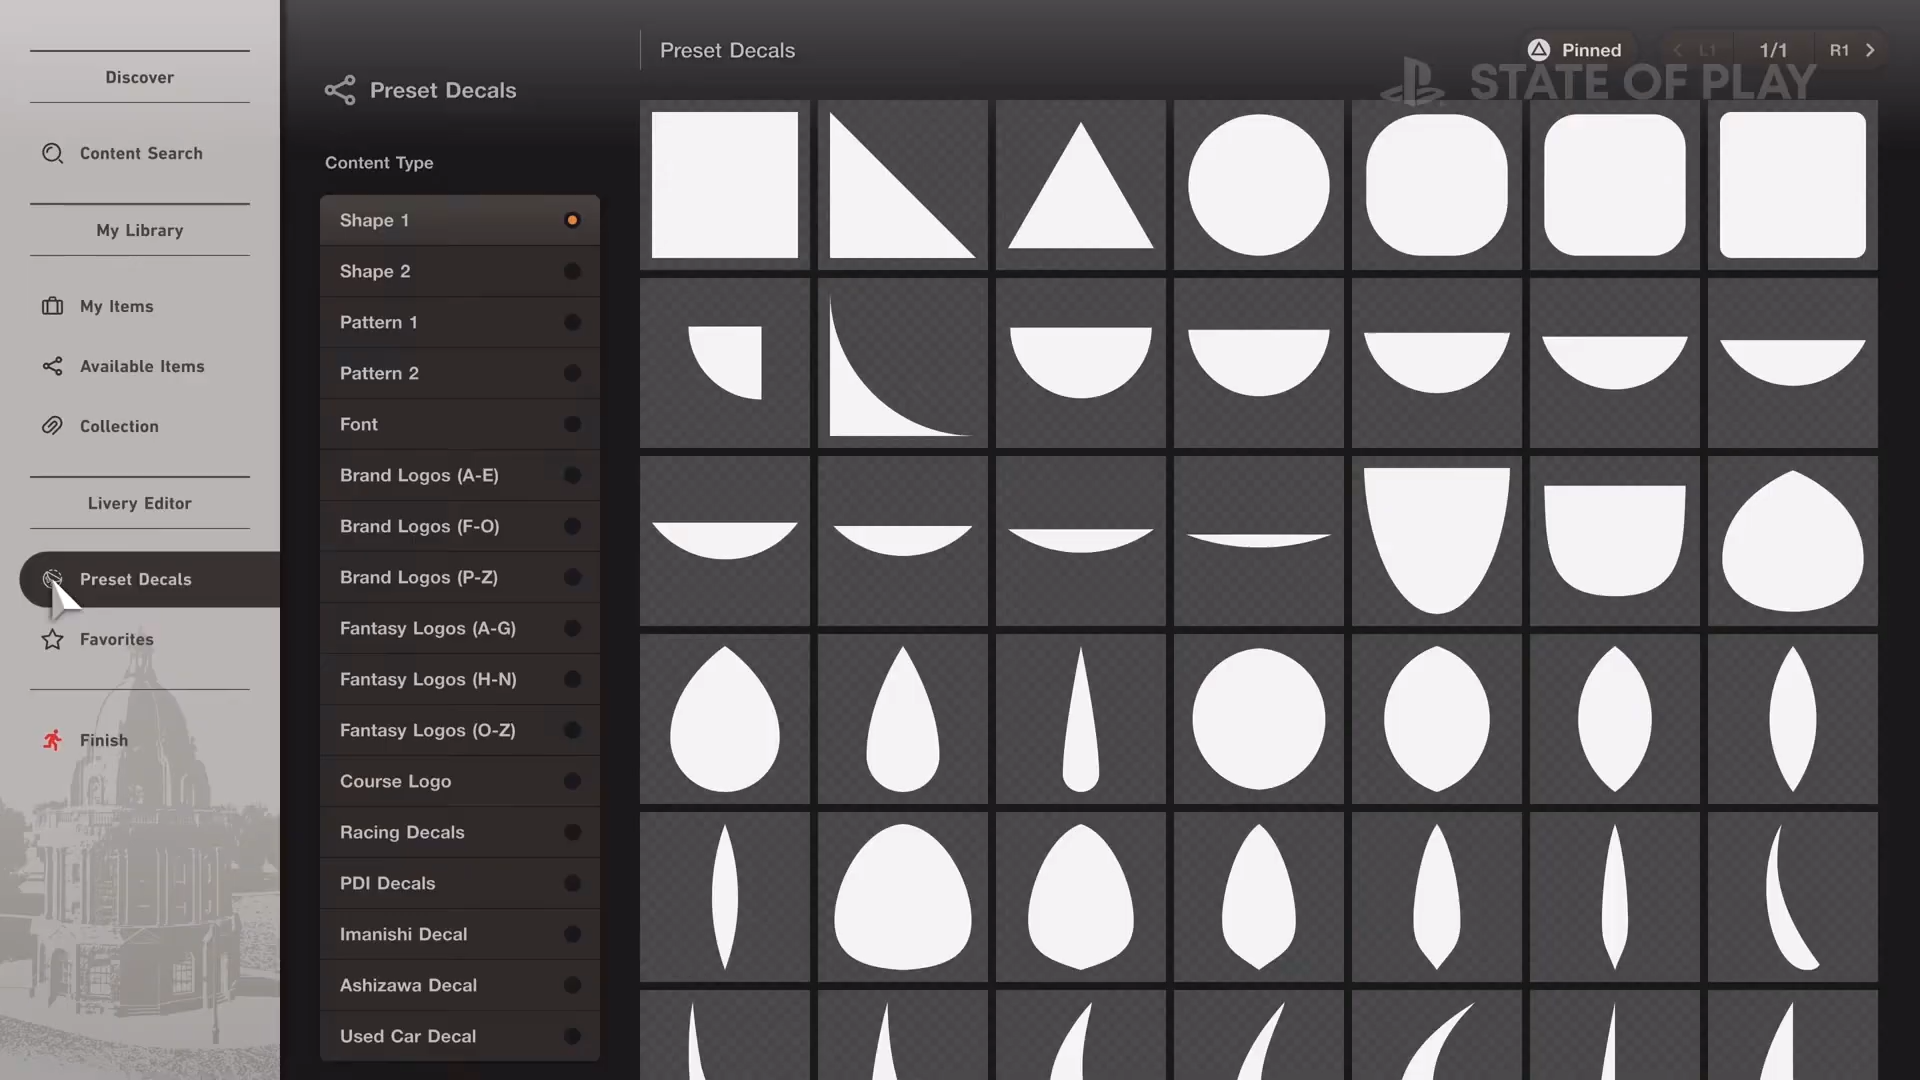 Discover
Content Search
My Library
My Items
Available Items
Collection
Livery Editor
Preset Decals
Favorites
Finish
Preset Decals
Content Type
Shape 1
Shape 2
Pattern 1
Pattern 2
Font
Brand Logos (A-E)
Brand Logos (F-O)
Brand Logos (P-Z)
Fantasy Logos (A-G)
Fantasy Logos (H-N)
Fantasy Logos (O-Z)
Course Logo
Racing Decals
PDI Decals
Imanishi Decal
Ashizawa Decal
Used Car Decal
Preset Decals
Pinned
L1 1/1 R1
STATE OF PLAY